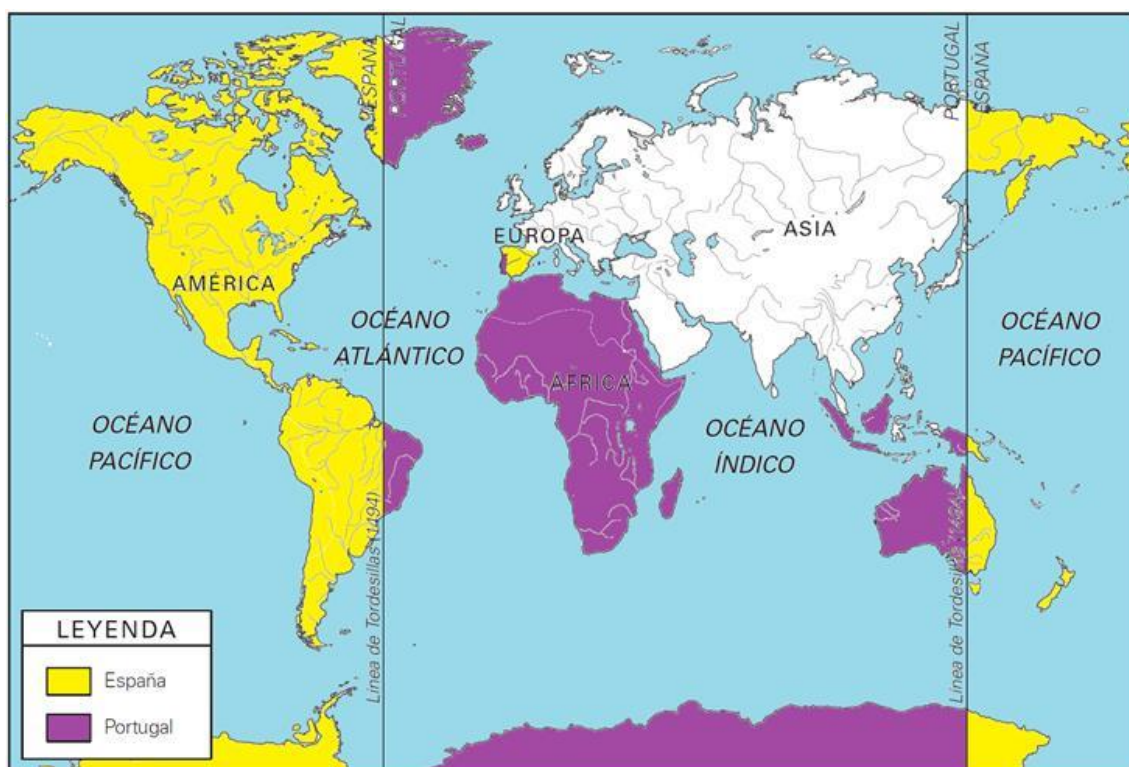 ESPAÑA
PORTUGAL
PORTUGAL
ESPAÑA
EUROPA
ASIA
AMÉRICA
OCÉANO
ATLÁNTICO
OCÉANO
PACÍFICO
ÁFRICA
OCÉANO
PACÍFICO
OCÉANO
ÍNDICO
Línea de Tordesillas (1494)
Línea de Tordesillas (1494)
LEYENDA
España
Portugal